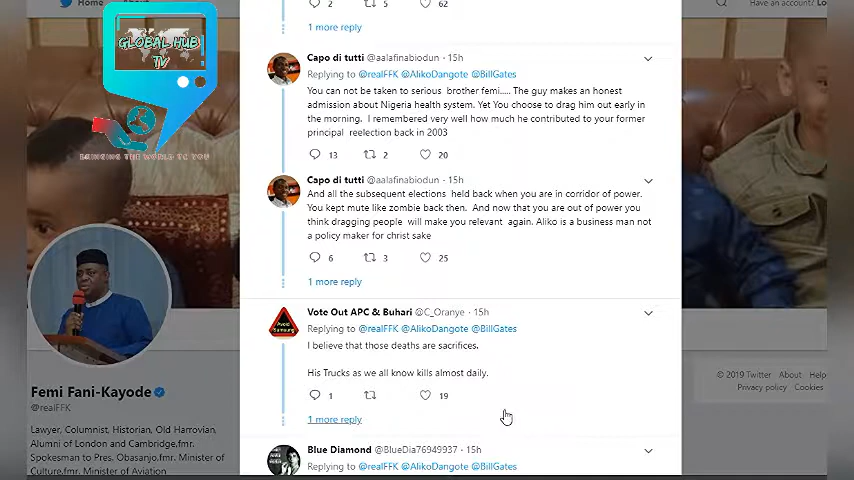 Home
About
Have an account? Lo
GLOBAL HUB
TV
BRINGING THE WORLD TO YOU
2 5 62
1 more reply
Capo di tutti @aalafinabiodun · 15h
Replying to @realFFK @AlikoDangote @BillGates
You can not be taken to serious brother femi..... The guy makes an honest
admission about Nigeria health system. Yet You choose to drag him out early in
the morning. I remembered very well how much he contributed to your former
principal reelection back in 2003
13 2 20
Capo di tutti @aalafinabiodun · 15h
And all the subsequent elections held back when you are in corridor of power.
You kept mute like zombie back then. And now that you are out of power you
think dragging people will make you relevant again. Aliko is a business man not
a policy maker for christ sake
6 3 25
1 more reply
Avoid
Samsung
Vote Out APC & Buhari @C_Oranye · 15h
Replying to @realFFK @AlikoDangote @BillGates
I believe that those deaths are sacrifices.
His Trucks as we all know kills almost daily.
1 19
1 more reply
Blue Diamond @BlueDia76949937 · 15h
Replying to @realFFK @AlikoDangote @BillGates
Femi Fani-Kayode
@realFFK
Lawyer, Columnist, Historian, Old Harrovian,
Alumni of London and Cambridge.fmr.
Spokesman to Pres. Obasanjo.fmr. Minister of
Culture.fmr. Minister of Aviation
© 2019 Twitter About Help
Privacy policy Cookies